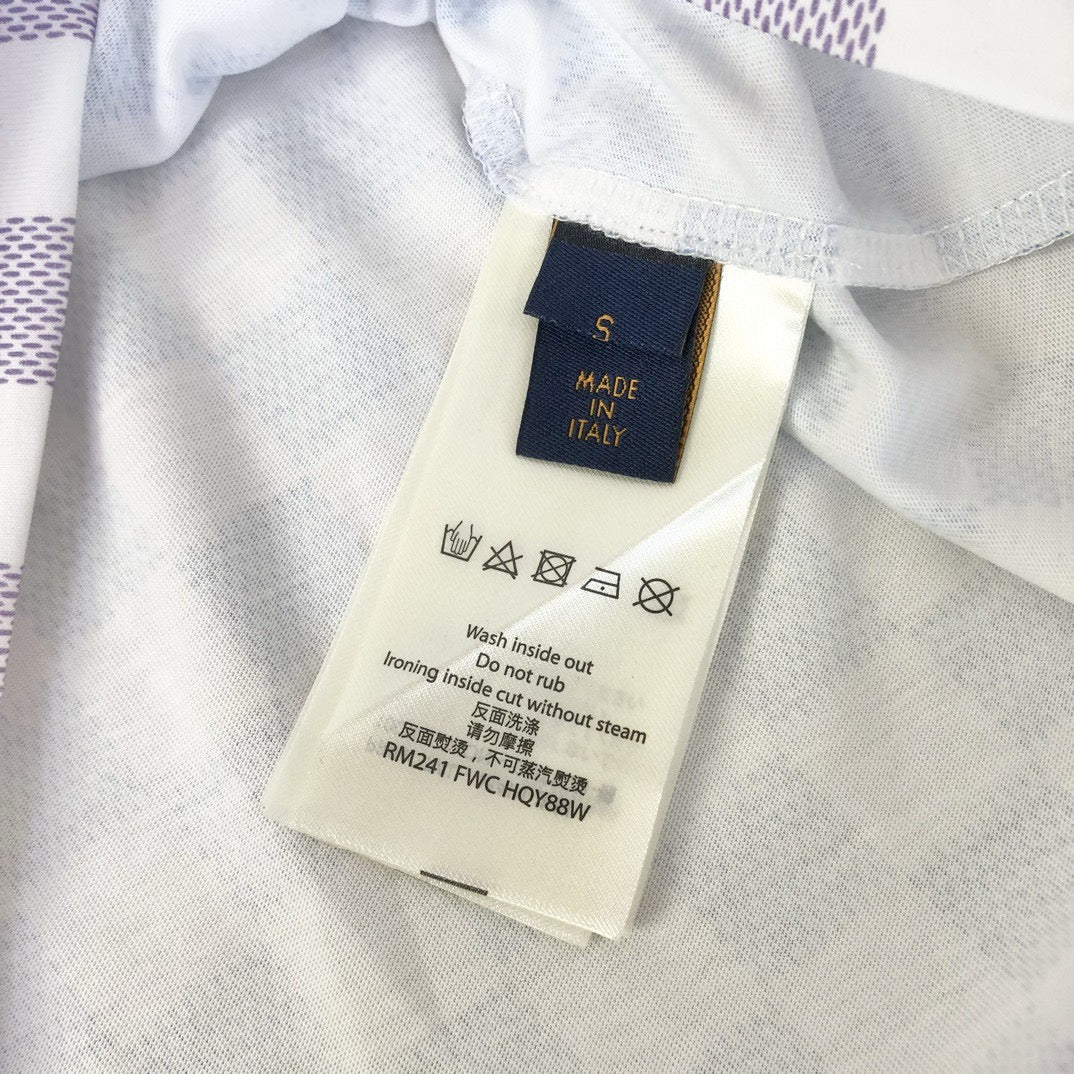 S
MADE
IN
ITALY
Wash inside out
Do not rub
Ironing inside cut without steam
反面洗涤
请勿摩擦
反面熨烫，不可蒸汽熨烫
RM241 FWC HQY88W